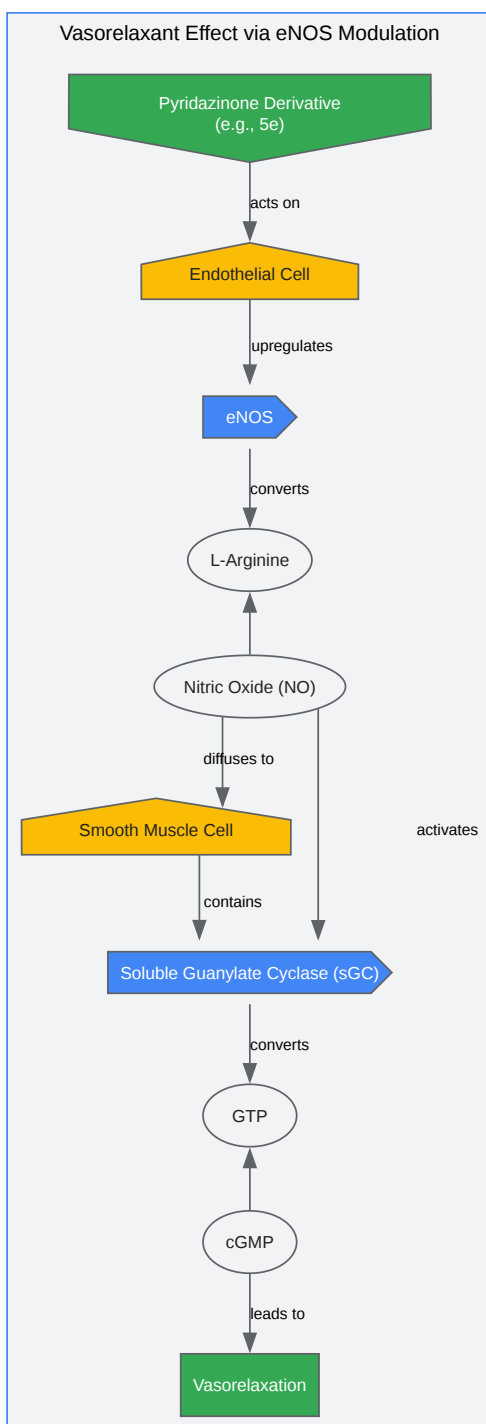 Vasorelaxant Effect via eNOS Modulation
Pyridazinone Derivative
(e.g., 5e)
acts on
Endothelial Cell
upregulates
eNOS
converts
L-Arginine
Nitric Oxide (NO)
diffuses to
Smooth Muscle Cell
activates
contains
Soluble Guanylate Cyclase (sGC)
converts
GTP
cGMP
leads to
Vasorelaxation